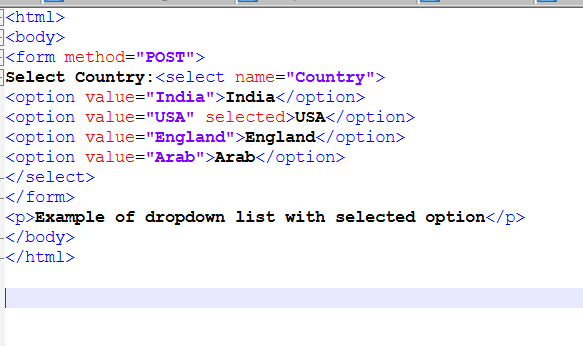 <html>
<body>
<form method="POST">
Select Country:<select name="Country">
<option value="India">India</option>
<option value="USA" selected>USA</option>
<option value="England">England</option>
<option value="Arab">Arab</option>
</select>
</form>
<p>Example of dropdown list with selected option</p>
</body>
</html>